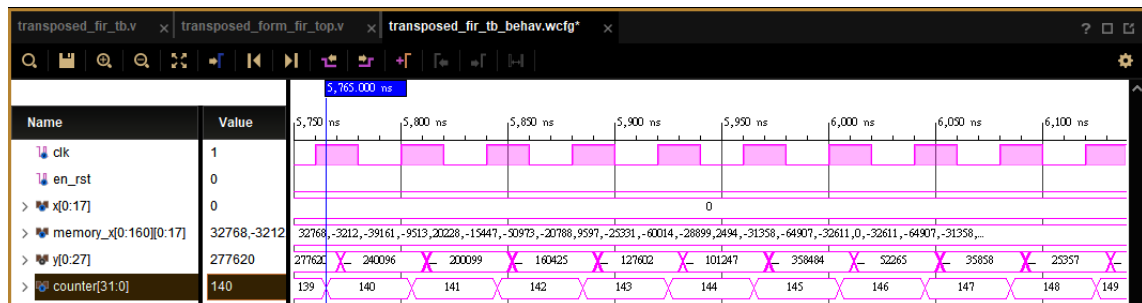 transposed_fir_tb.v × transposed_form_fir_top.v × transposed_fir_tb_behav.wcfg* ×
?
5,765.000 ns
Name Value 5,750 ns 5,800 ns 5,850 ns 5,900 ns 5,950 ns 6,000 ns 6,050 ns 6,100 ns
clk 1
en_rst 0
> x[0:17] 0 0
> memory_x[0:160][0:17] 32768,-3212 32768,-3212,-39161,-9513,20228,-15447,-50973,-20788,9597,-25331,-60014,-28899,2494,-31358,-64907,-32611,0,-32611,-64907,-31358,...
> y[0:27] 277620 277620 240096 200099 160425 127602 101247 358484 52265 35858 25357
> counter[31:0] 140 139 140 141 142 143 144 145 146 147 148 149